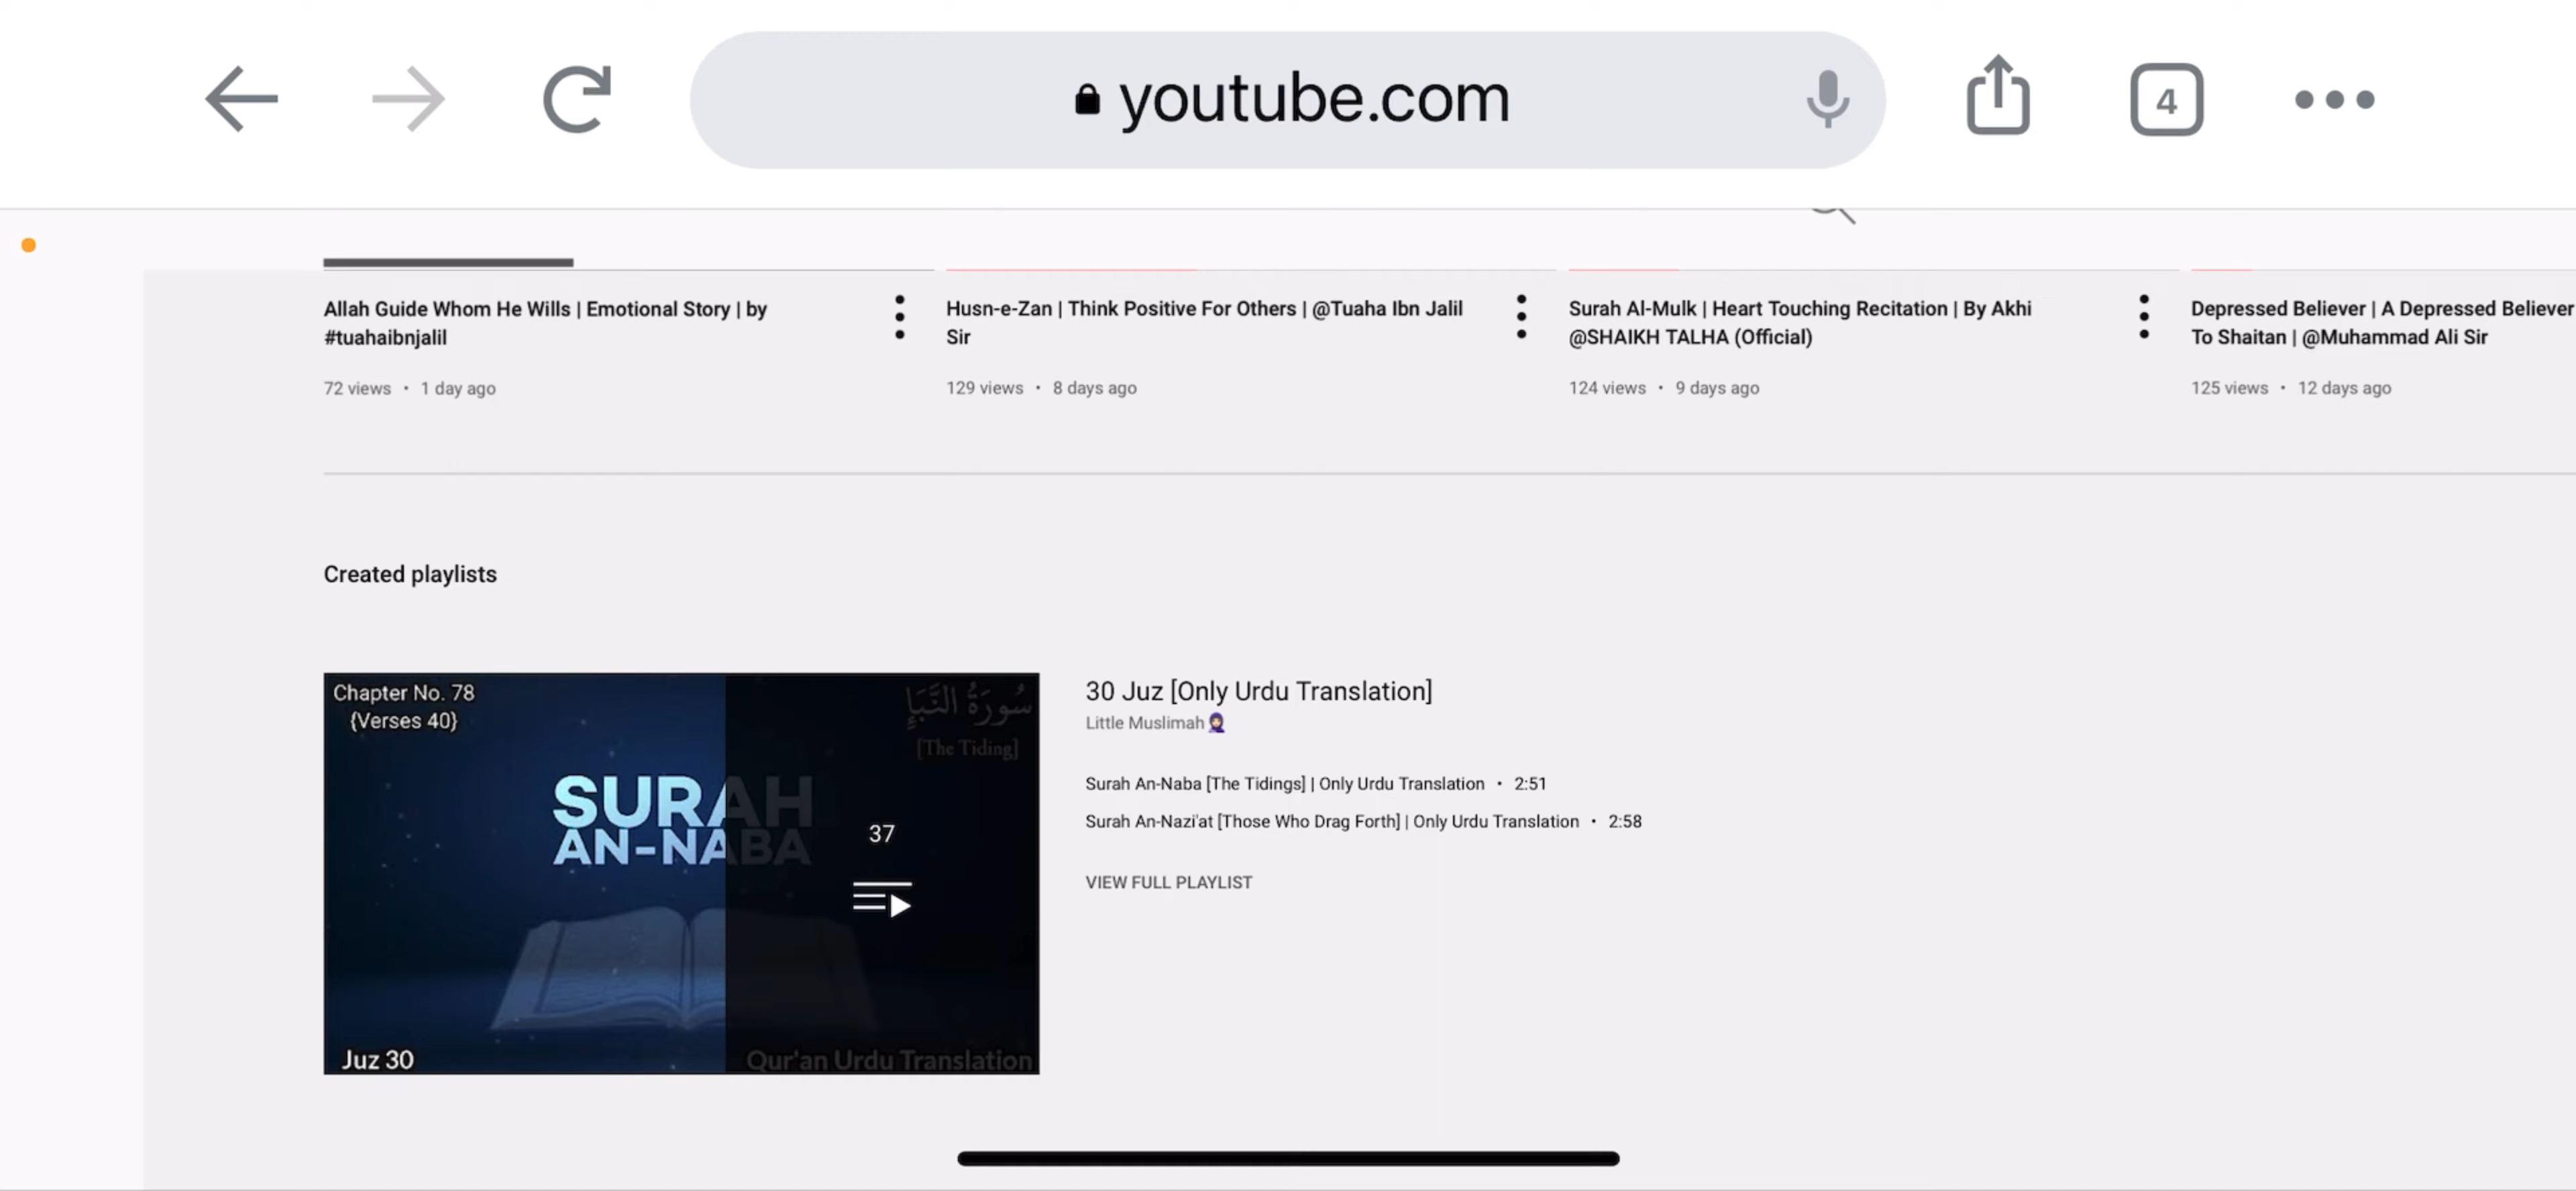 youtube.com
4
Allah Guide Whom He Wills | Emotional Story | by
#tuahaibnjalil
72 views • 1 day ago
Husn-e-Zan | Think Positive For Others | @Tuaha Ibn Jalil
Sir
129 views • 8 days ago
Surah Al-Mulk | Heart Touching Recitation | By Akhi
@SHAIKH TALHA (Official)
124 views • 9 days ago
Depressed Believer | A Depressed Believer
To Shaitan | @Muhammad Ali Sir
125 views • 12 days ago
Created playlists
Chapter No. 78
{Verses 40}
سُورَةُ النَّبَإِ
[The Tiding]
SURAH
AN-NABA
37
Juz 30
Qur'an Urdu Translation
30 Juz [Only Urdu Translation]
Little Muslimah🧕🏻
Surah An-Naba [The Tidings] | Only Urdu Translation • 2:51
Surah An-Nazi'at [Those Who Drag Forth] | Only Urdu Translation • 2:58
VIEW FULL PLAYLIST